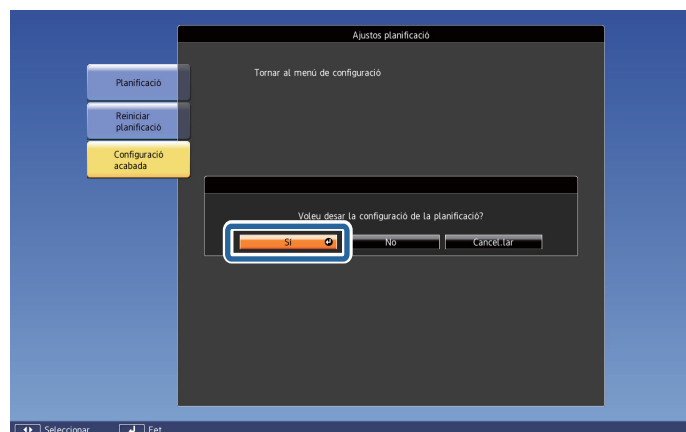 Ajustos planificació
Tornar al menú de configuració
Planificació
Reiniciar
planificació
Configuració
acabada
Voleu desar la configuració de la planificació?
Sí
No
Cancel.lar
Seleccionar
Fet